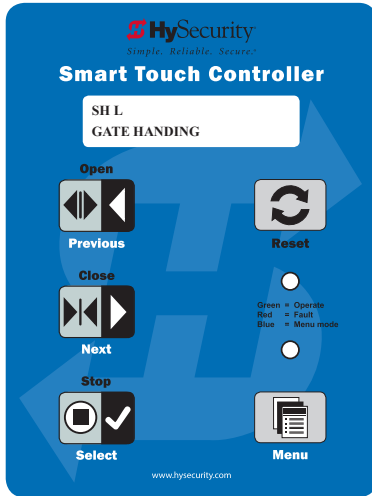 HySecurity
Simple. Reliable. Secure.
Smart Touch Controller
SH L
GATE HANDING
Open
Previous
Reset
Close
Next
Green = Operate
Red = Fault
Blue = Menu mode
Stop
Select
Menu
www.hysecurity.com